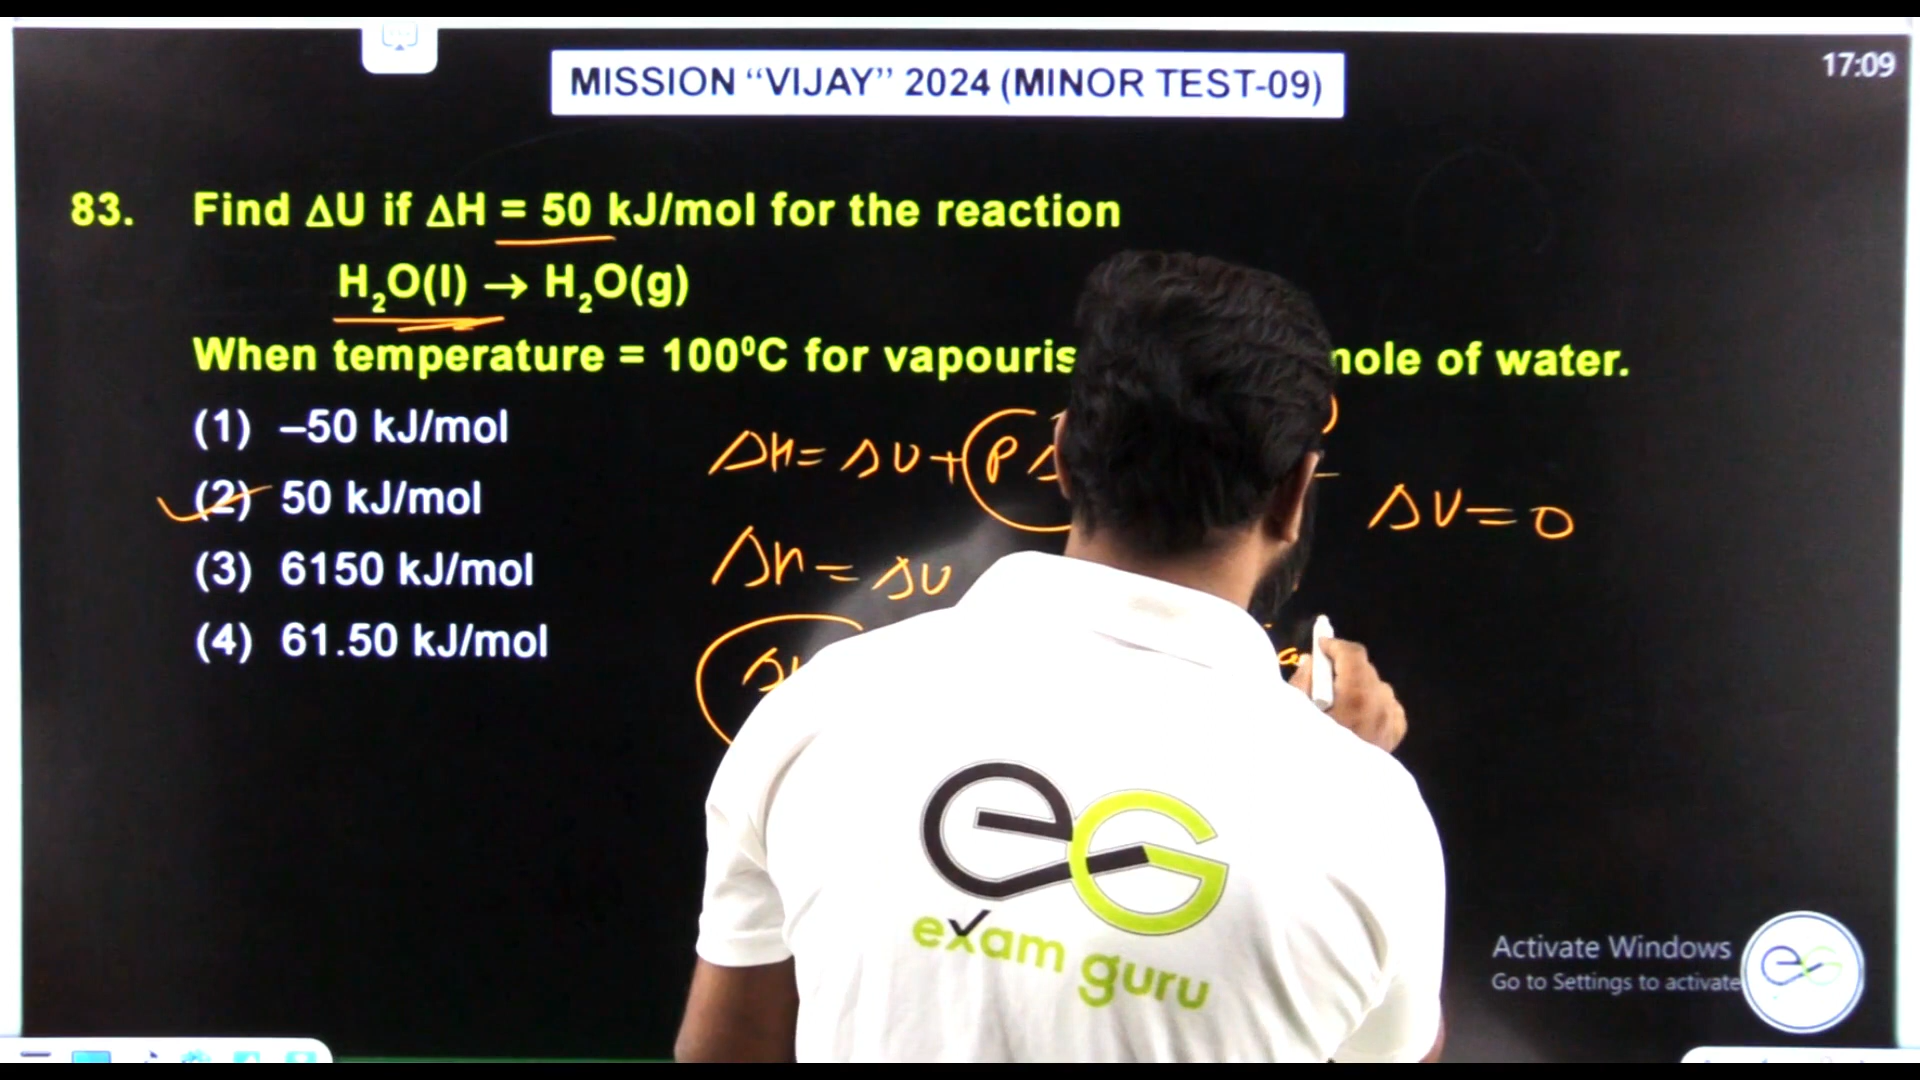 17:09
MISSION “VIJAY” 2024 (MINOR TEST-09)
83. Find ΔU if ΔH = 50 kJ/mol for the reaction
H₂O(l) → H₂O(g)
When temperature = 100⁰C for vapouris nole of water.
(1) –50 kJ/mol
(2) 50 kJ/mol
(3) 6150 kJ/mol
(4) 61.50 kJ/mol
ΔH = ΔU + P Δ
ΔV = 0
ΔH = ΔU
eG
exam guru
Activate Windows
Go to Settings to activate